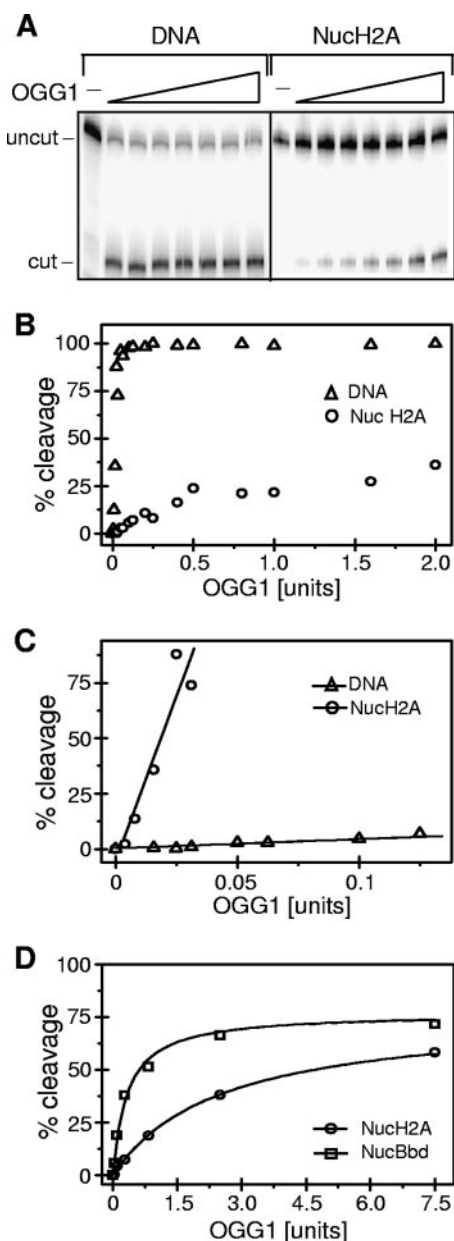 A
DNA
NucH2A
OGG1
–
–
uncut –
cut –
B
% cleavage
100
75
50
25
0
DNA
Nuc H2A
0.0
0.5
1.0
1.5
2.0
OGG1 [units]
C
% cleavage
75
50
25
0
DNA
NucH2A
0
0.05
0.1
OGG1 [units]
D
% cleavage
100
75
50
25
0
NucH2A
NucBbd
0.0
1.5
3.0
4.5
6.0
7.5
OGG1 [units]